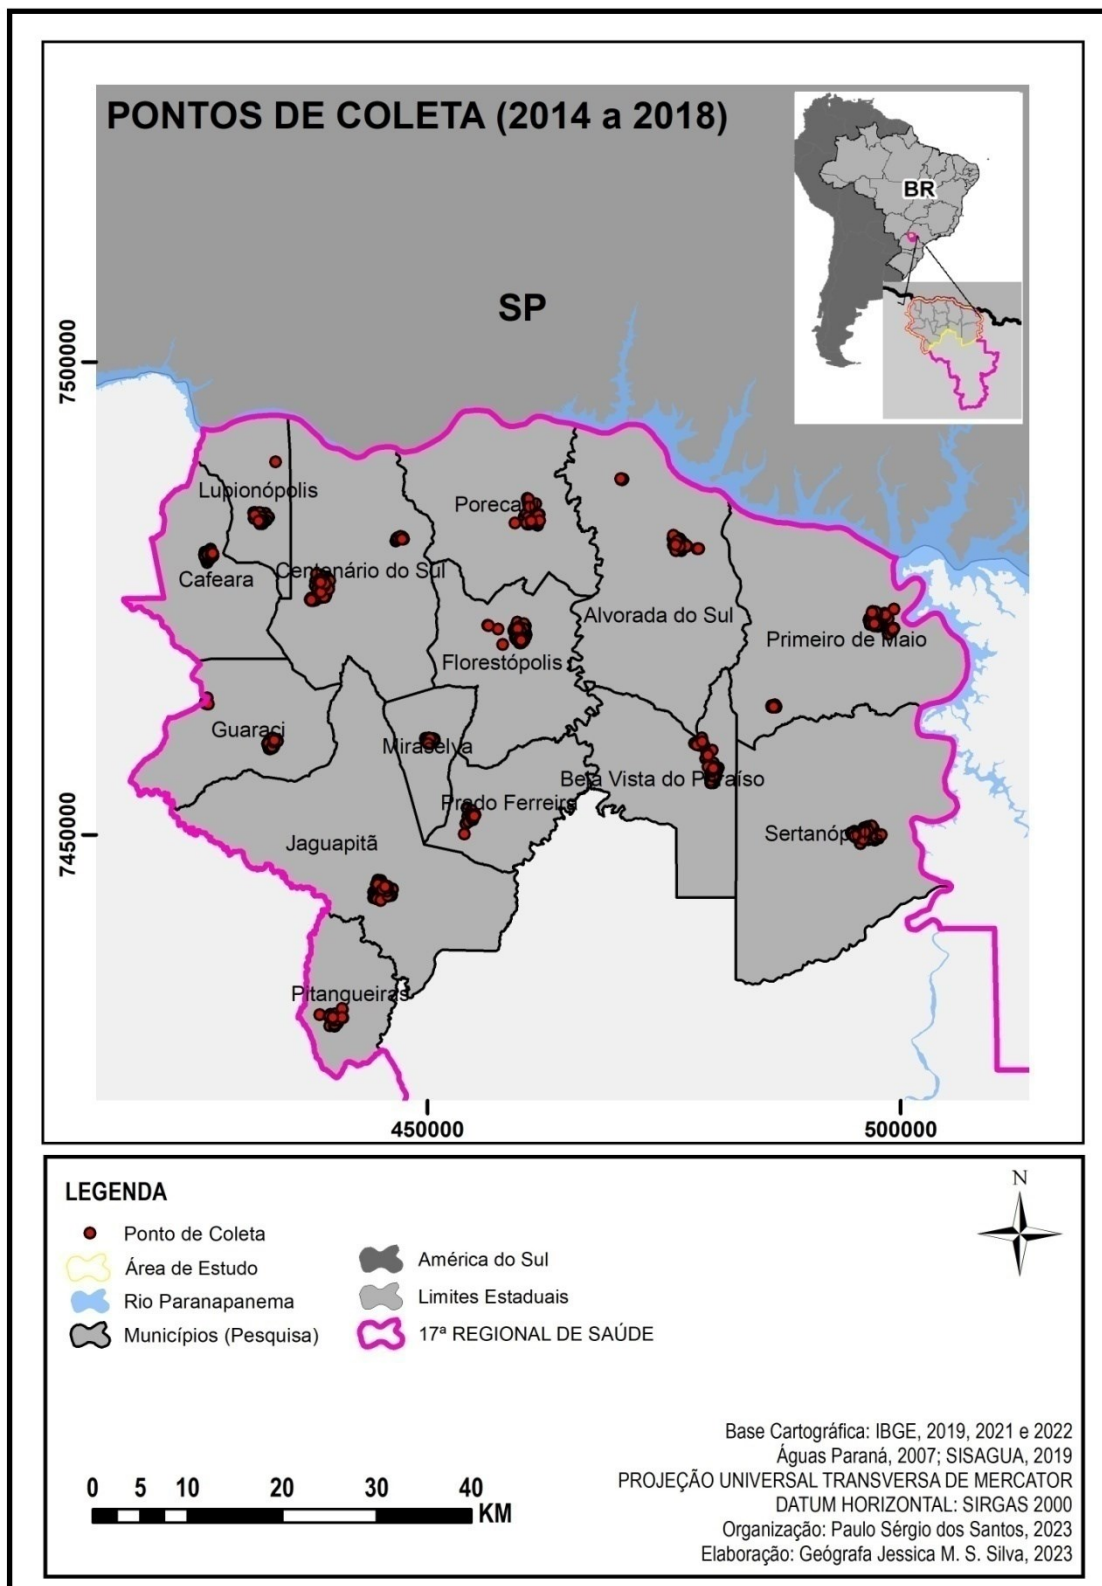 PONTOS DE COLETA (2014 a 2018)
BR
SP
7500000
Lupionópolis
Porecatu
Cafeara
Centenário do Sul
Alvorada do Sul
Primeiro de Maio
Florestópolis
Guaraci
Miraselva
Bela Vista do Paraíso
Prado Ferreira
Sertanópolis
7450000
Jaguapitã
Pitangueiras
450000
500000
LEGENDA
Ponto de Coleta
Área de Estudo
Rio Paranapanema
Municípios (Pesquisa)
América do Sul
Limites Estaduais
17ª REGIONAL DE SAÚDE
N
0 5 10 20 30 40
KM
Base Cartográfica: IBGE, 2019, 2021 e 2022
Águas Paraná, 2007; SISAGUA, 2019
PROJEÇÃO UNIVERSAL TRANSVERSA DE MERCATOR
DATUM HORIZONTAL: SIRGAS 2000
Organização: Paulo Sérgio dos Santos, 2023
Elaboração: Geógrafa Jessica M. S. Silva, 2023